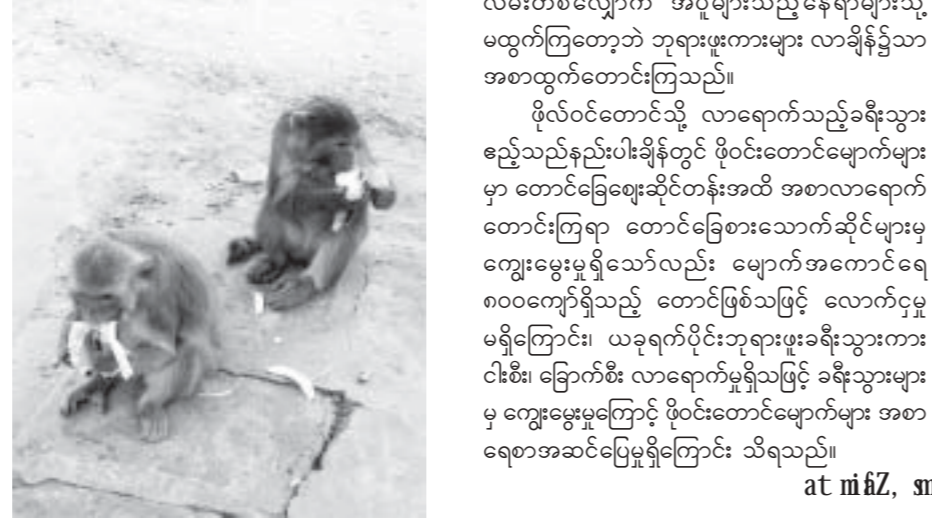 လမ်းတစ်လျှောက် အပူများသည့်နေရာများသို့
မထွက်ကြတော့ဘဲ ဘုရားဖူးကားများ လာချိန်၌သာ
အစာထွက်တောင်းကြသည်။
ဖိုလ်ဝင်တောင်သို့ လာရောက်သည့်ခရီးသွား
ဧည့်သည်နည်းပါးချိန်တွင် ဖိုဝင်းတောင်မျောက်များ
မှာ တောင်ခြေဈေးဆိုင်တန်းအထိ အစာလာရောက်
တောင်းကြရာ တောင်ခြေစားသောက်ဆိုင်များမှ
ကျွေးမွေးမှုရှိသော်လည်း မျောက်အကောင်ရေ
၈၀၀ကျော်ရှိသည့် တောင်ဖြစ်သဖြင့် လောက်ငှမှု
မရှိကြောင်း၊ ယခုရက်ပိုင်းဘုရားဖူးခရီးသွားကား
ငါးစီး၊ ခြောက်စီး လာရောက်မှုရှိသဖြင့် ခရီးသွားများ
မှ ကျွေးမွေးမှုကြောင့် ဖိုဝင်းတောင်မျောက်များ အစာ
ရေစာအဆင်ပြေမှုရှိကြောင်း သိရသည်။